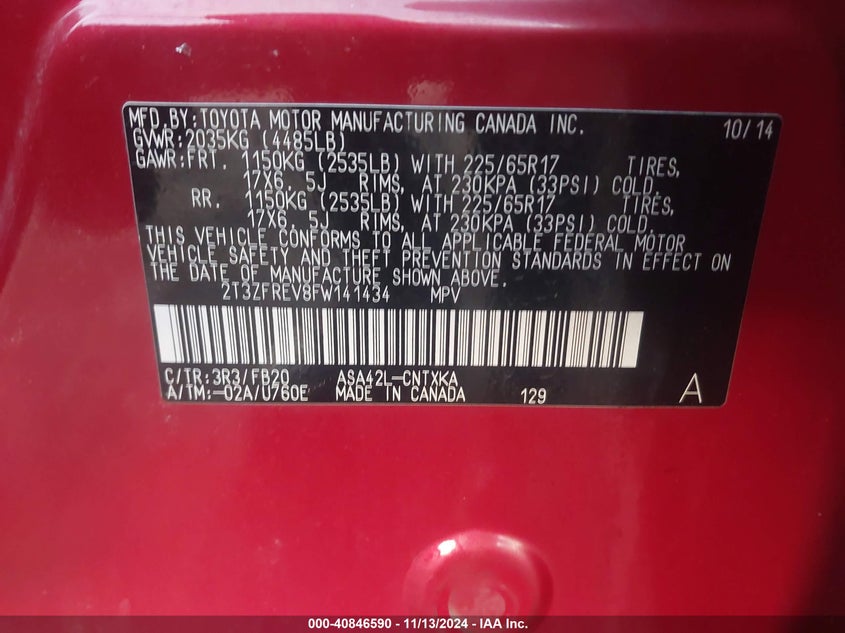 MFD.BY:TOYOTA MOTOR MANUFACTURING CANADA INC. 10/14
GVWR:2035KG (4485LB)
GAWR:FRT. 1150KG (2535LB) WITH 225/65R17 TIRES,
17X6.5J RIMS, AT 230KPA (33PSI) COLD.
RR. 1150KG (2535LB) WITH 225/65R17 TIRES,
17X6.5J RIMS, AT 230KPA (33PSI) COLD.
THIS VEHICLE CONFORMS TO ALL APPLICABLE FEDERAL MOTOR
VEHICLE SAFETY AND THEFT PREVENTION STANDARDS IN EFFECT ON
THE DATE OF MANUFACTURE SHOWN ABOVE.
2T3ZFREV8FW141434 MPV
C/TR:3R3/FB20 ASA42L-CNTXKA
A/TM:-02A/U760E MADE IN CANADA 129 A
000-40846590 - 11/13/2024 - IAA Inc.